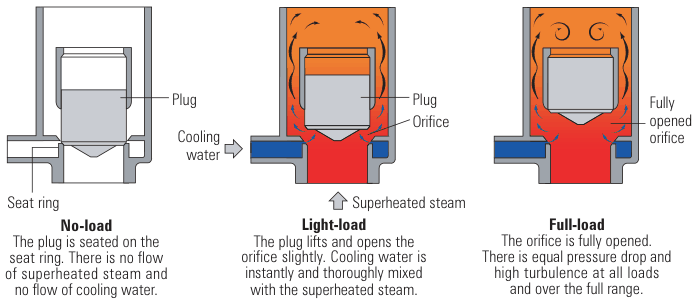 Plug
Seat ring
No-load
The plug is seated on the
seat ring. There is no flow
of superheated steam and
no flow of cooling water.
Plug
Orifice
Cooling
water
Superheated steam
Light-load
The plug lifts and opens the
orifice slightly. Cooling water is
instantly and thoroughly mixed
with the superheated steam.
Fully
opened
orifice
Full-load
The orifice is fully opened.
There is equal pressure drop and
high turbulence at all loads
and over the full range.